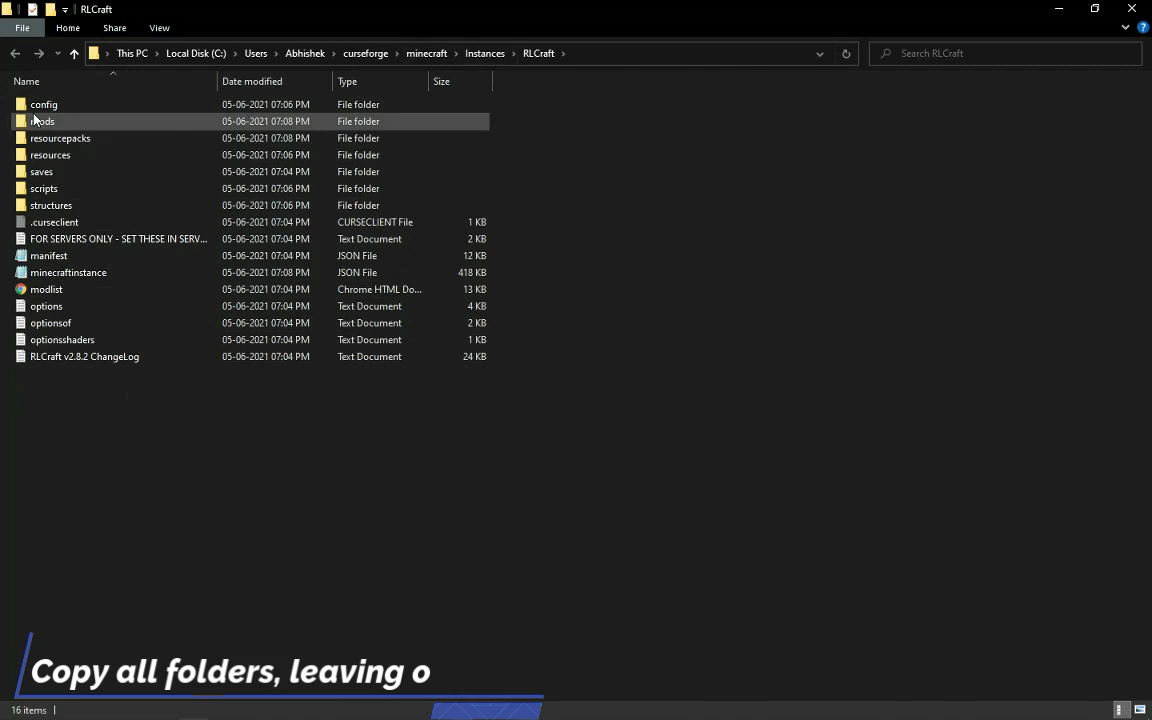 RLCraft
File Home Share View
This PC Local Disk (C:) Users Abhishek curseforge minecraft Instances RLCraft
Search RLCraft
Name Date modified Type Size
config 05-06-2021 07:06 PM File folder
mods 05-06-2021 07:08 PM File folder
resourcepacks 05-06-2021 07:08 PM File folder
resources 05-06-2021 07:06 PM File folder
saves 05-06-2021 07:04 PM File folder
scripts 05-06-2021 07:06 PM File folder
structures 05-06-2021 07:06 PM File folder
.curseclient 05-06-2021 07:04 PM CURSECLIENT File 1 KB
FOR SERVERS ONLY - SET THESE IN SERV... 05-06-2021 07:04 PM Text Document 2 KB
manifest 05-06-2021 07:04 PM JSON File 12 KB
minecraftinstance 05-06-2021 07:08 PM JSON File 418 KB
modlist 05-06-2021 07:04 PM Chrome HTML Do... 13 KB
options 05-06-2021 07:04 PM Text Document 4 KB
optionsof 05-06-2021 07:04 PM Text Document 2 KB
optionsshaders 05-06-2021 07:04 PM Text Document 1 KB
RLCraft v2.8.2 ChangeLog 05-06-2021 07:04 PM Text Document 24 KB
Copy all folders, leaving o
16 items